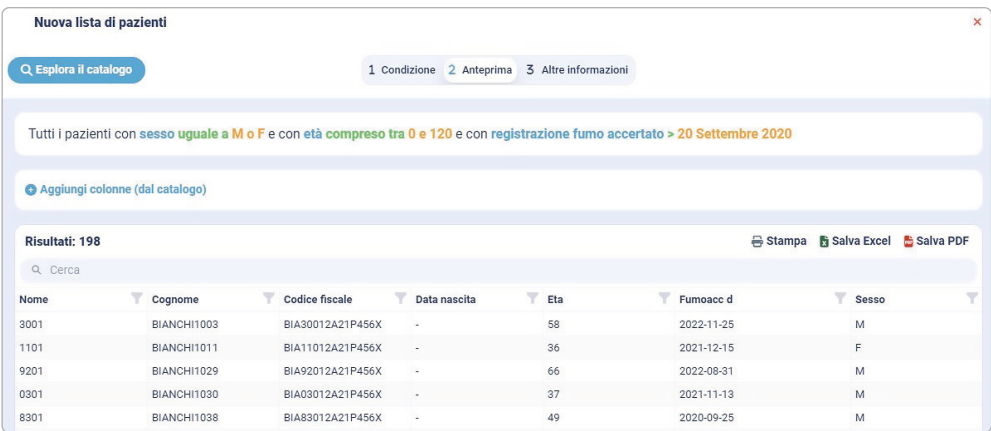 Nuova lista di pazienti
Esplora il catalogo
1 Condizione 2 Anteprima 3 Altre informazioni
Tutti i pazienti con sesso uguale a M o F e con età compreso tra 0 e 120 e con registrazione fumo accertato > 20 Settembre 2020
Aggiungi colonne (dal catalogo)
Risultati: 198 Stampa Salva Excel Salva PDF
Cerca
Nome Cognome Codice fiscale Data nascita Eta Fumoacc d Sesso
3001 BIANCHI1003 BIA30012A21P456X - 58 2022-11-25 M
1101 BIANCHI1011 BIA11012A21P456X - 36 2021-12-15 F
9201 BIANCHI1029 BIA92012A21P456X - 66 2022-08-31 M
0301 BIANCHI1030 BIA03012A21P456X - 37 2021-11-13 M
8301 BIANCHI1038 BIA83012A21P456X - 49 2020-09-25 M